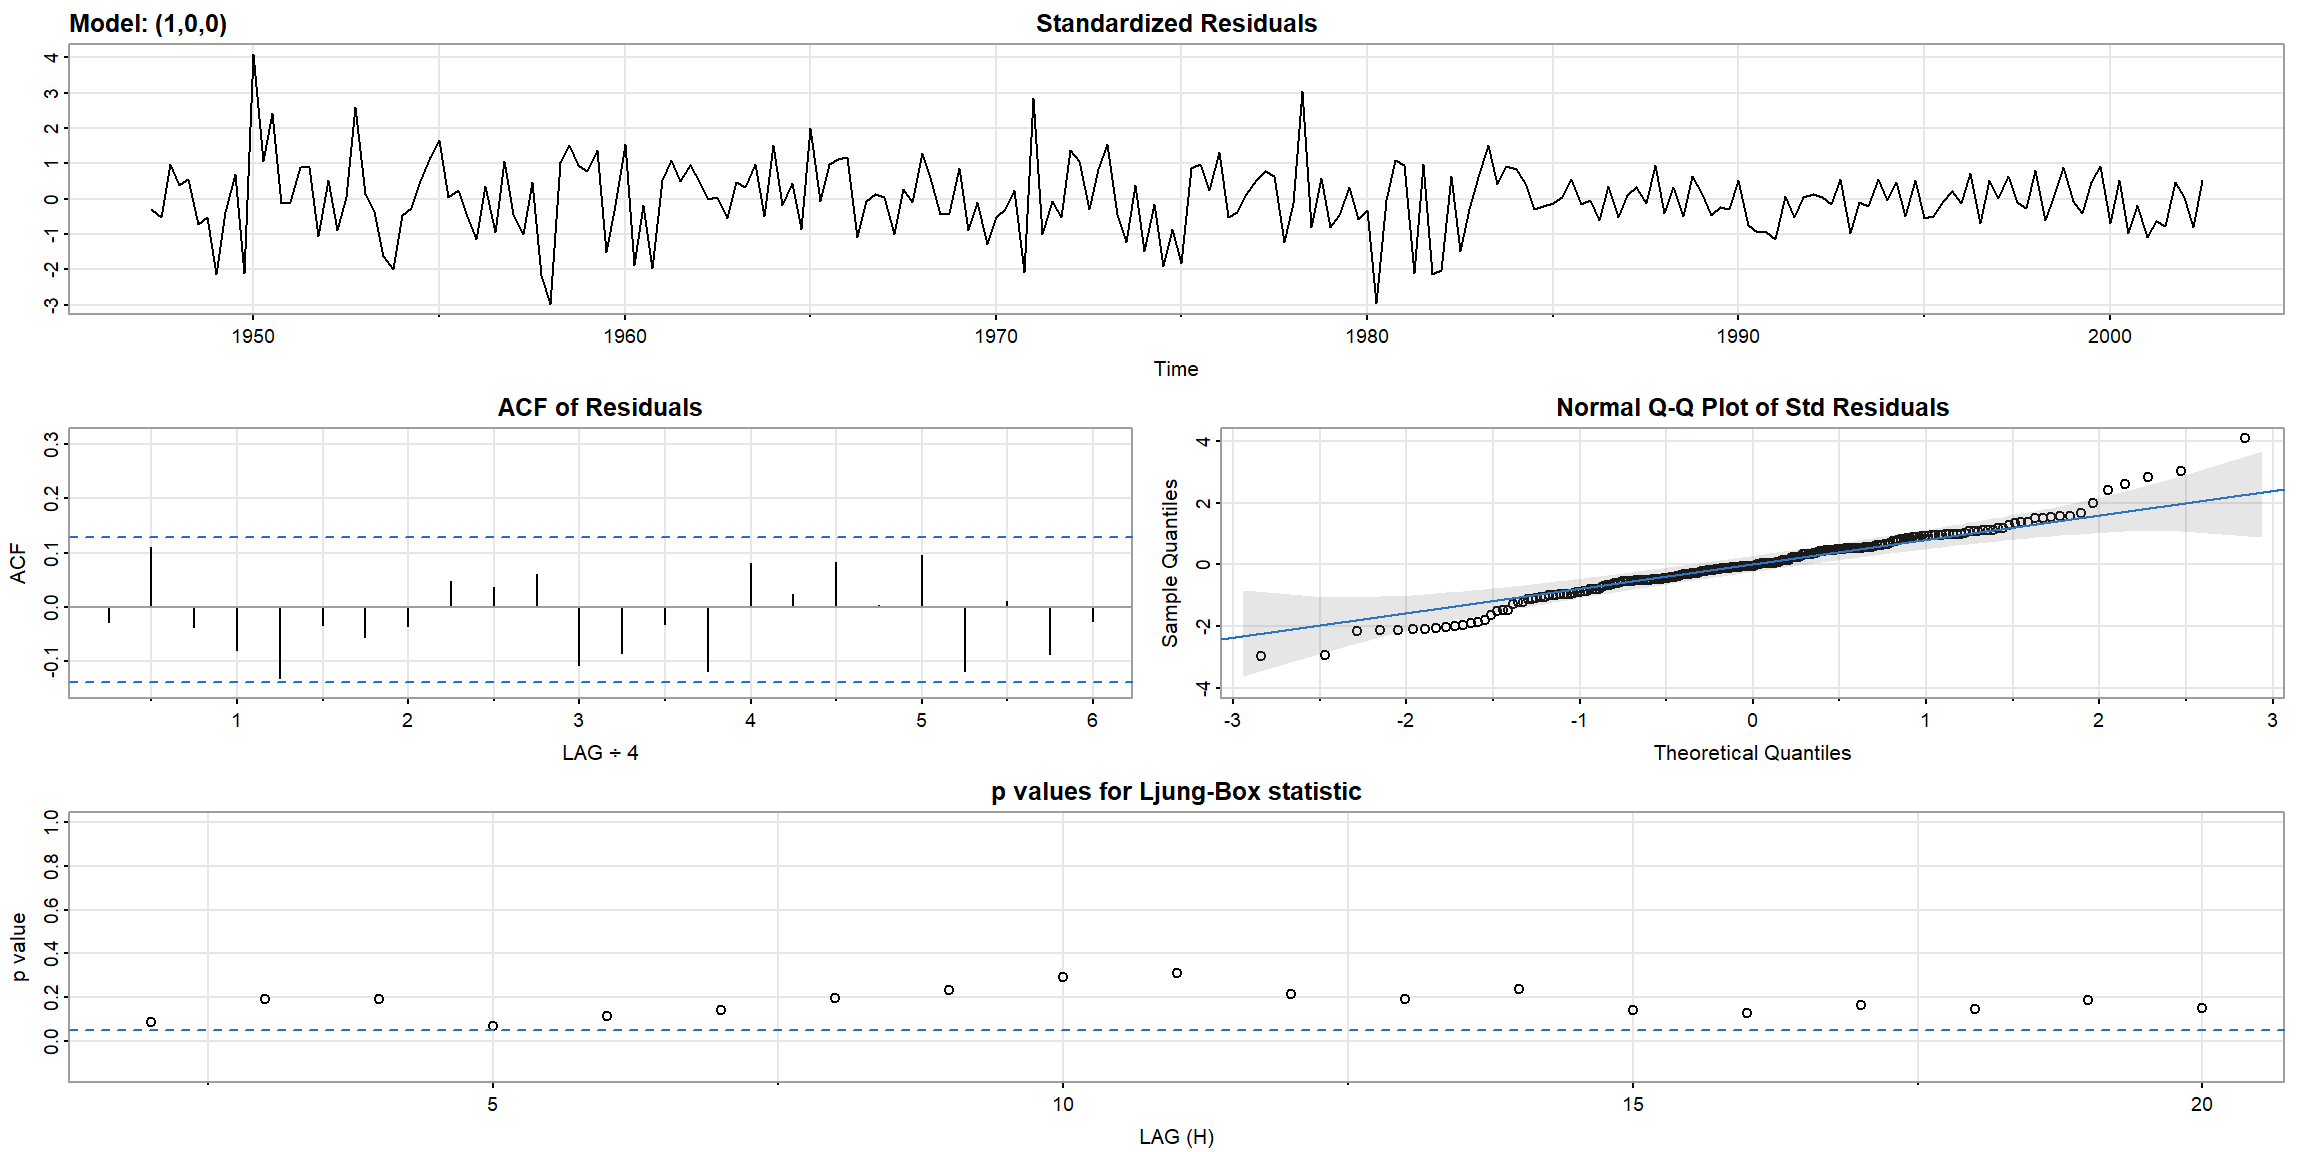 Model: (1,0,0) Standardized Residuals
4
3
2
1
0
-1
-2
-3
1950 1960 1970 1980 1990 2000
Time
ACF of Residuals
ACF
0.3
0.2
0.1
0.0
-0.1
1 2 3 4 5 6
LAG ÷ 4
Normal Q-Q Plot of Std Residuals
Sample Quantiles
4
2
0
-2
-4
-3 -2 -1 0 1 2 3
Theoretical Quantiles
p values for Ljung-Box statistic
p value
1.0
0.8
0.6
0.4
0.2
0.0
5 10 15 20
LAG (H)